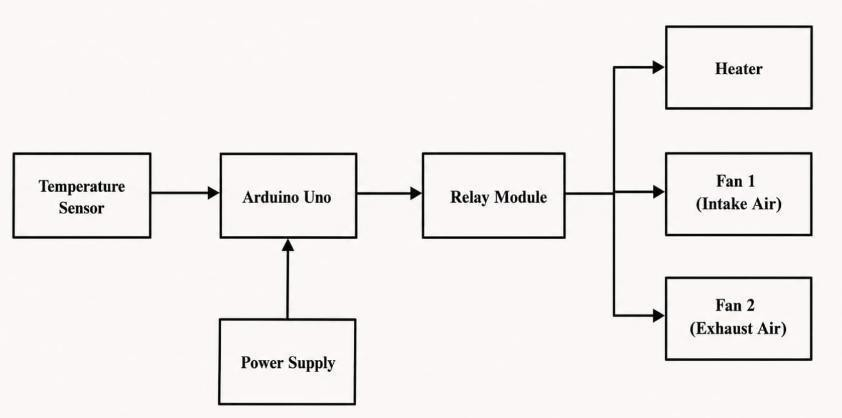 Heater
Temperature
Sensor
Arduino Uno
Relay Module
Fan 1
(Intake Air)
Fan 2
(Exhaust Air)
Power Supply